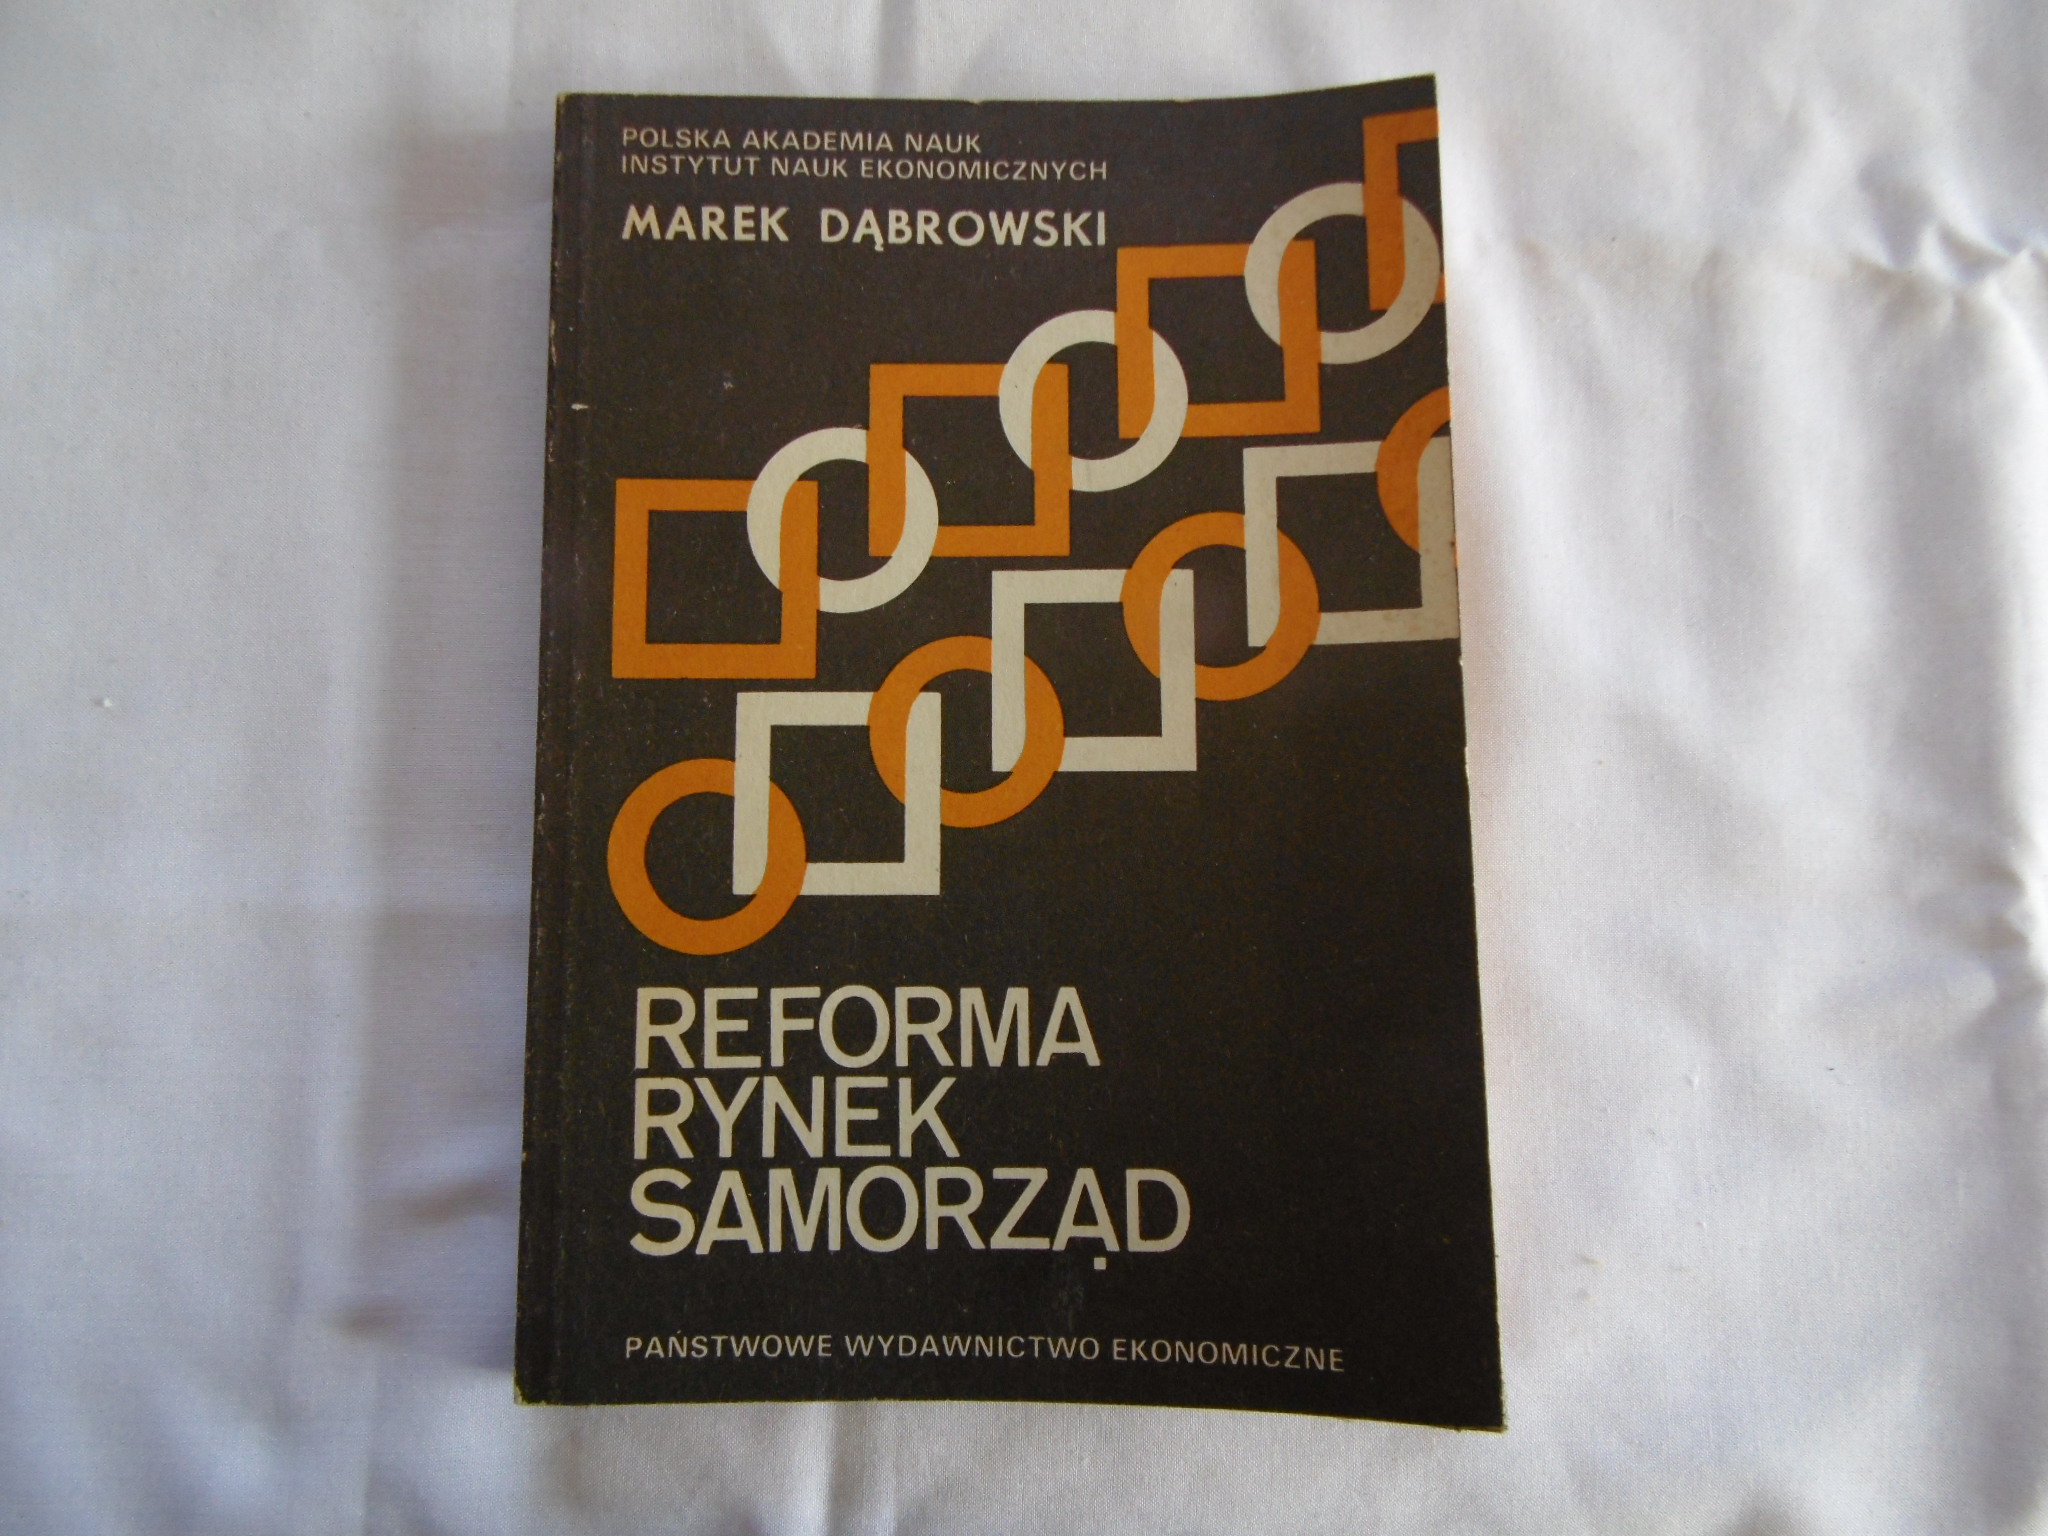 POLSKA AKADEMIA NAUK
INSTYTUT NAUK EKONOMICZNYCH
MAREK DĄBROWSKI
REFORMA
RYNEK
SAMORZĄD
PAŃSTWOWE WYDAWNICTWO EKONOMICZNE